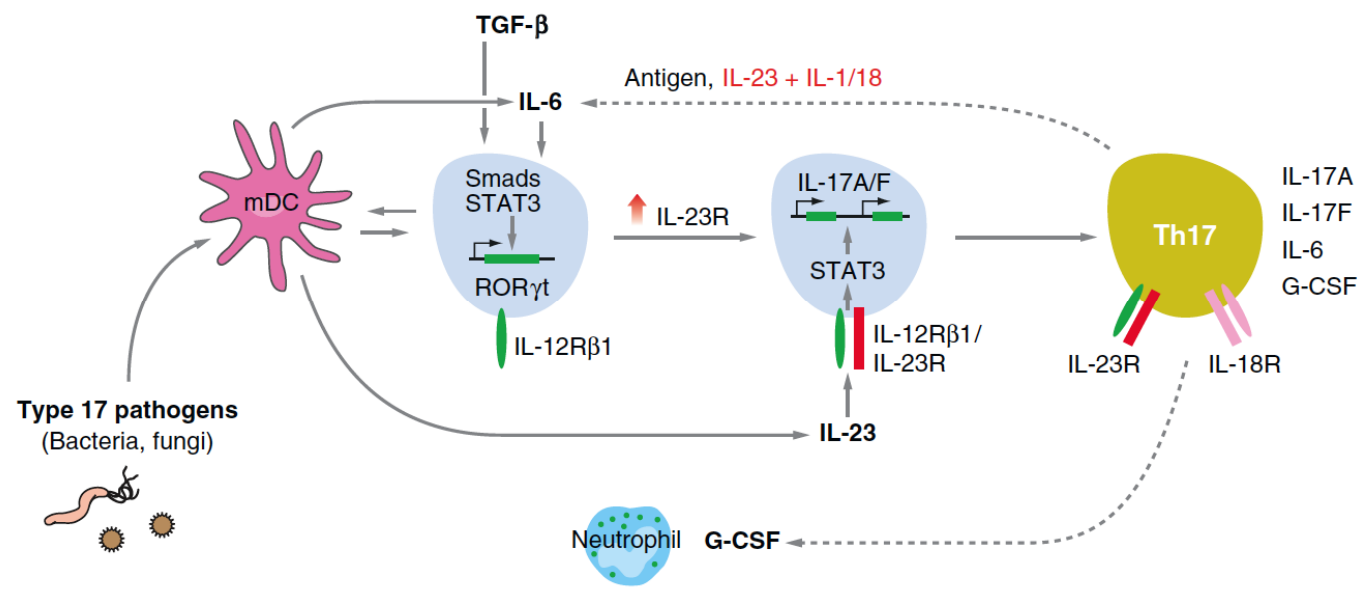 TGF-β
Antigen, IL-23 + IL-1/18
IL-6
mDC
Smads
STAT3
RORγt
IL-12Rβ1
IL-23R
IL-17A/F
STAT3
IL-12Rβ1/
IL-23R
IL-23
Th17
IL-17A
IL-17F
IL-6
G-CSF
IL-23R
IL-18R
Type 17 pathogens
(Bacteria, fungi)
Neutrophil
G-CSF